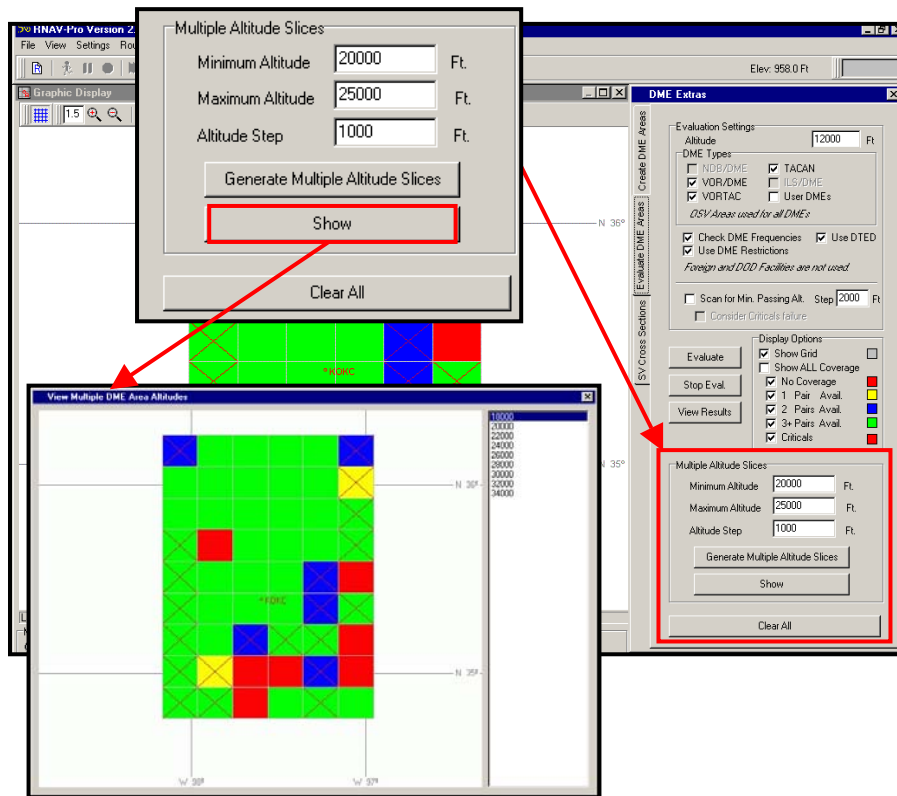 RNAV-Pro Version 2.
File View Settings Rou
Elev: 958.0 Ft
Graphic Display
1.5
N 36°
N 35°
*KOKC
Multiple Altitude Slices
Minimum Altitude 20000 Ft.
Maximum Altitude 25000 Ft.
Altitude Step 1000 Ft.
Generate Multiple Altitude Slices
Show
Clear All
DME Extras
Create DME Areas
Evaluate DME Areas
SV Cross Sections
Evaluation Settings
Altitude 12000 Ft
DME Types
NDB/DME TACAN
VOR/DME ILS/DME
VORTAC User DMEs
OSV Areas used for all DMEs
Check DME Frequencies Use DTED
Use DME Restrictions
Foreign and DOD Facilities are not used
Scan for Min. Passing Alt. Step 2000 Ft
Consider Criticals failure
Display Options
Evaluate
Stop Eval.
View Results
Show Grid
Show ALL Coverage
No Coverage
1 Pair Avail.
2 Pairs Avail.
3+ Pairs Avail.
Criticals
Multiple Altitude Slices
Minimum Altitude 20000 Ft.
Maximum Altitude 25000 Ft.
Altitude Step 1000 Ft.
Generate Multiple Altitude Slices
Show
Clear All
View Multiple DME Area Altitudes
18000
20000
22000
24000
26000
28000
30000
32000
34000
N 36°
*KOKC
N 35°
W 98°
W 97°